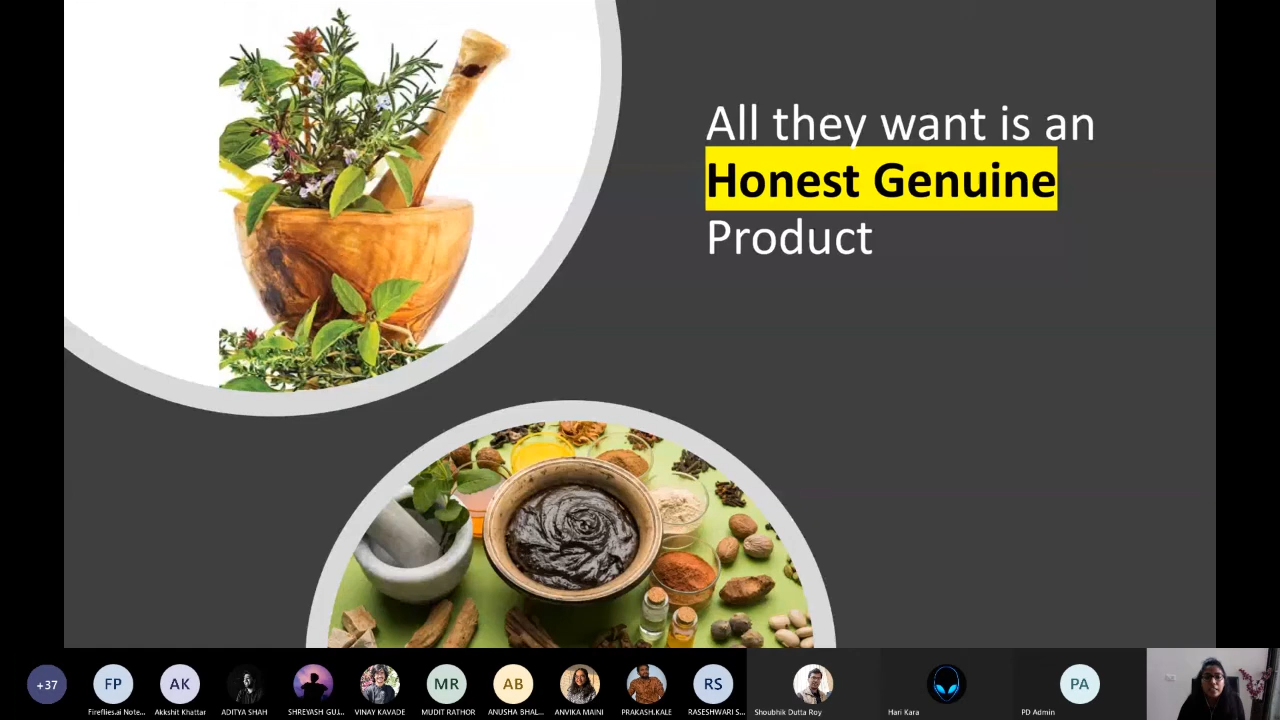 All they want is an
Honest Genuine
Product
+37
FP
AK
MR
AB
RS
PA
Fireflies.ai Note...
Akkshit Khattar
ADITYA SHAH
SHREYASH GUJ...
VINAY KAVADE
MUDIT RATHOR
ANUSHA BHAL...
ANVIKA MAINI
PRAKASH.KALE
RASESHWARI S...
Shoubhik Dutta Roy
Hari Kara
PD Admin